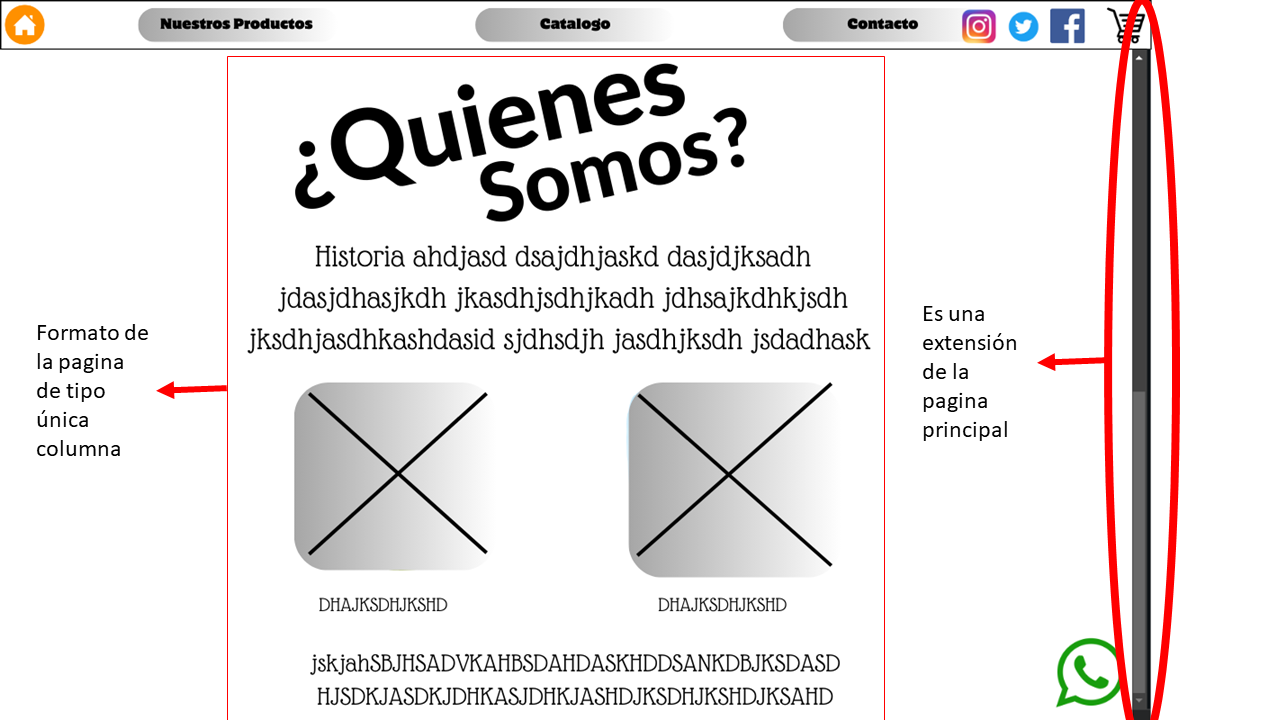 Nuestros Productos
Catalogo
Contacto
¿Quienes
Somos?
Historia ahdjasd dsajdhjaskd dasjdjksadh
jdasjdhasjkdh jkasdhjsdhjkadh jdhsajkdhkjsdh
jksdhjasdhkashdasid sjdhsdjh jasdhjksdh jsdadhask
Formato de
la pagina
de tipo
única
columna
Es una
extensión
de la
pagina
principal
DHAJKSDHJKSHD
DHAJKSDHJKSHD
jskjahSBJHSADVKAHBSDAHDASKHDDSANKDBJKSDASD
HJSDKJASDKJDHKASJDHKJASHDJKSDHJKSHDJKSAHD